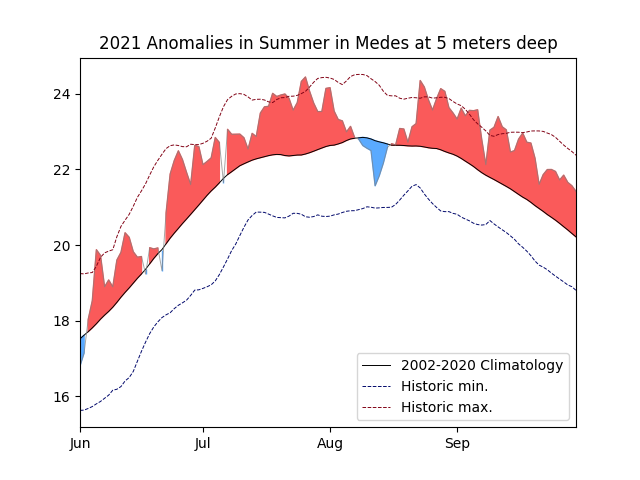 2021 Anomalies in Summer in Medes at 5 meters deep
24
22
20
18
16
2002-2020 Climatology
Historic min.
Historic max.
Jun
Jul
Aug
Sep